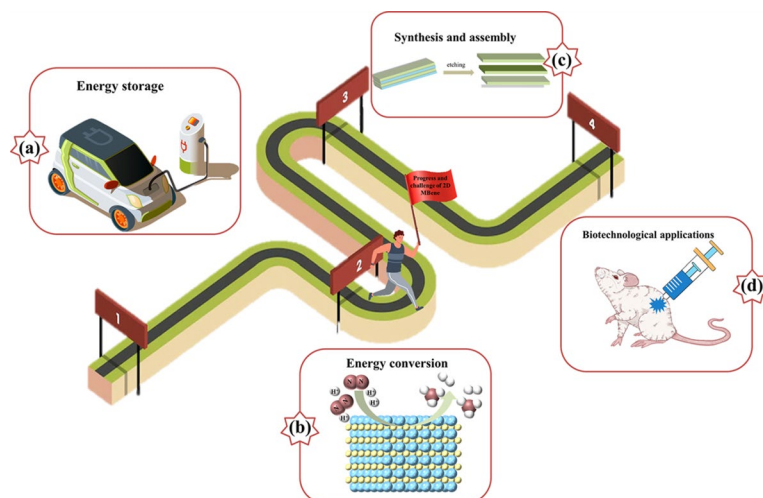 Synthesis and assembly
etching
(c)
Energy storage
(a)
3
4
Progress and
challenge of 2D
MBene
Biotechnological applications
(d)
2
1
Energy conversion
N
N
(b)